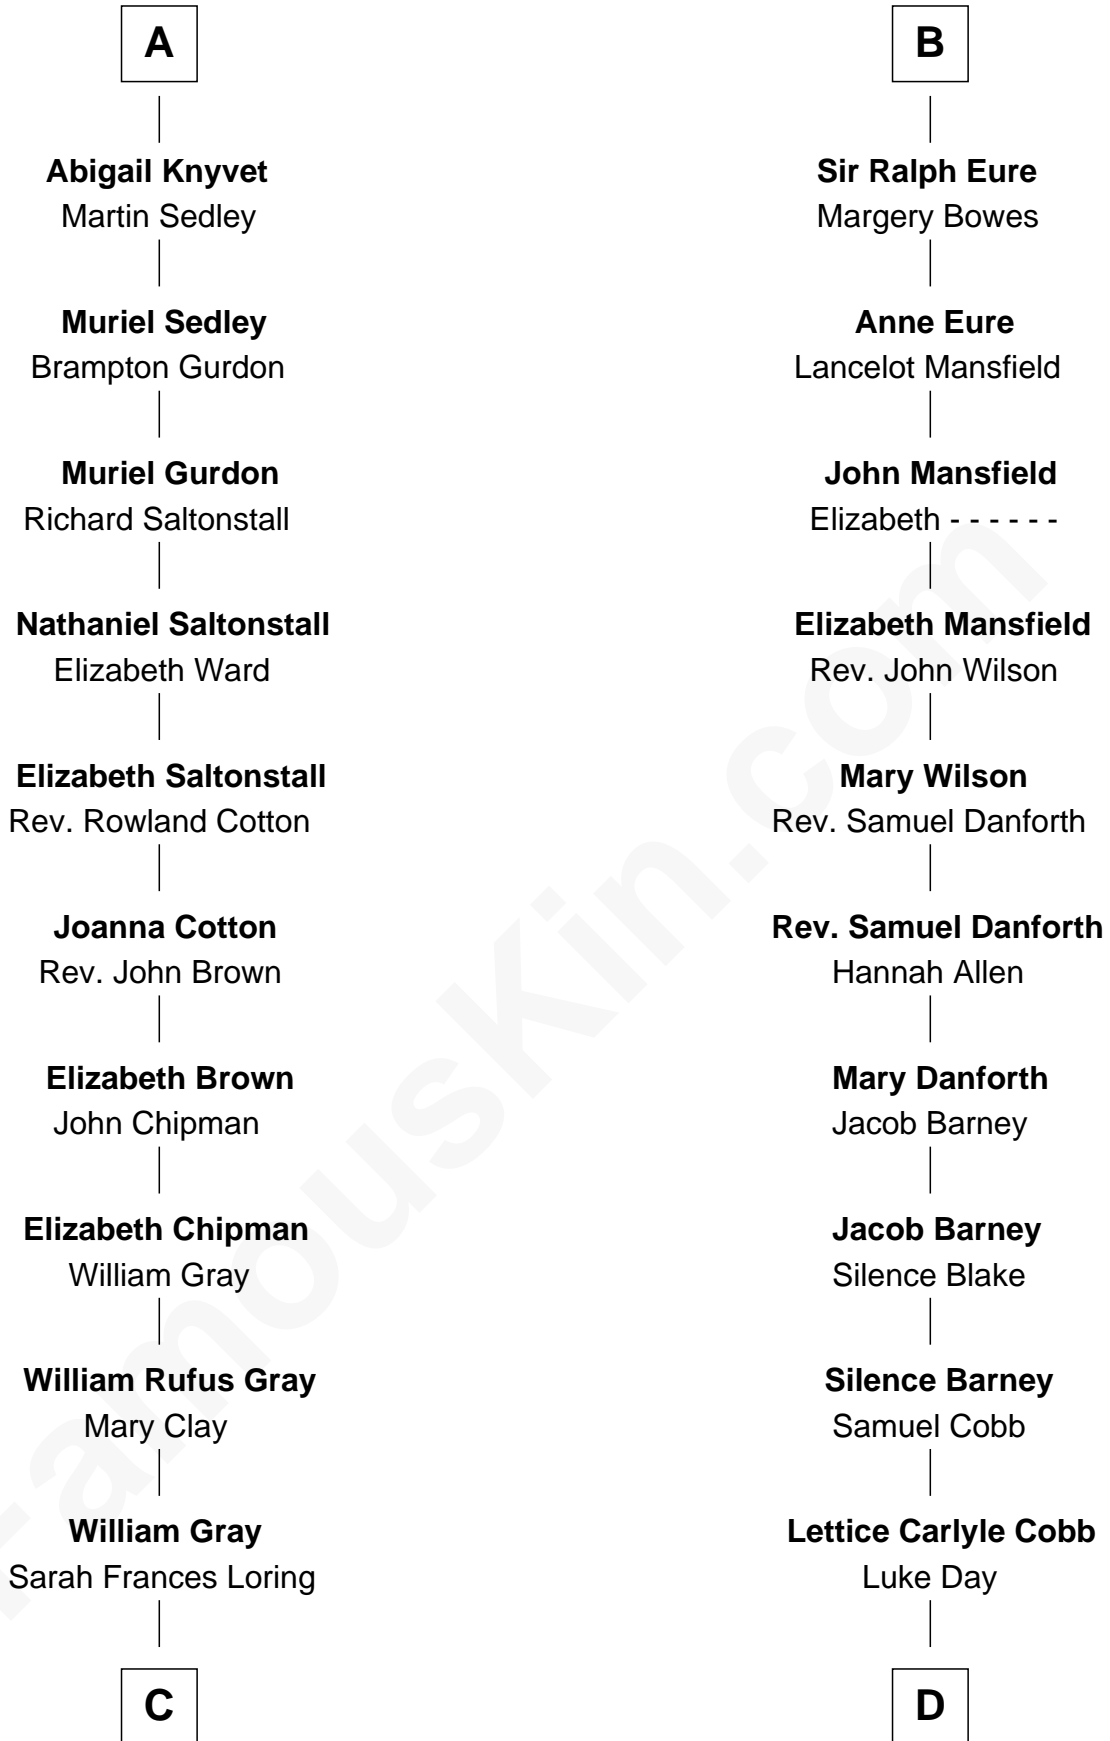 A
Abigail Knyvet
Martin Sedley
Muriel Sedley
Brampton Gurdon
Muriel Gurdon
Richard Saltonstall
Nathaniel Saltonstall
Elizabeth Ward
Elizabeth Saltonstall
Rev. Rowland Cotton
Joanna Cotton
Rev. John Brown
Elizabeth Brown
John Chipman
Elizabeth Chipman
William Gray
William Rufus Gray
Mary Clay
William Gray
Sarah Frances Loring
C
B
Sir Ralph Eure
Margery Bowes
Anne Eure
Lancelot Mansfield
John Mansfield
Elizabeth - - - - - -
Elizabeth Mansfield
Rev. John Wilson
Mary Wilson
Rev. Samuel Danforth
Rev. Samuel Danforth
Hannah Allen
Mary Danforth
Jacob Barney
Jacob Barney
Silence Blake
Silence Barney
Samuel Cobb
Lettice Carlyle Cobb
Luke Day
D
FamousKin.com